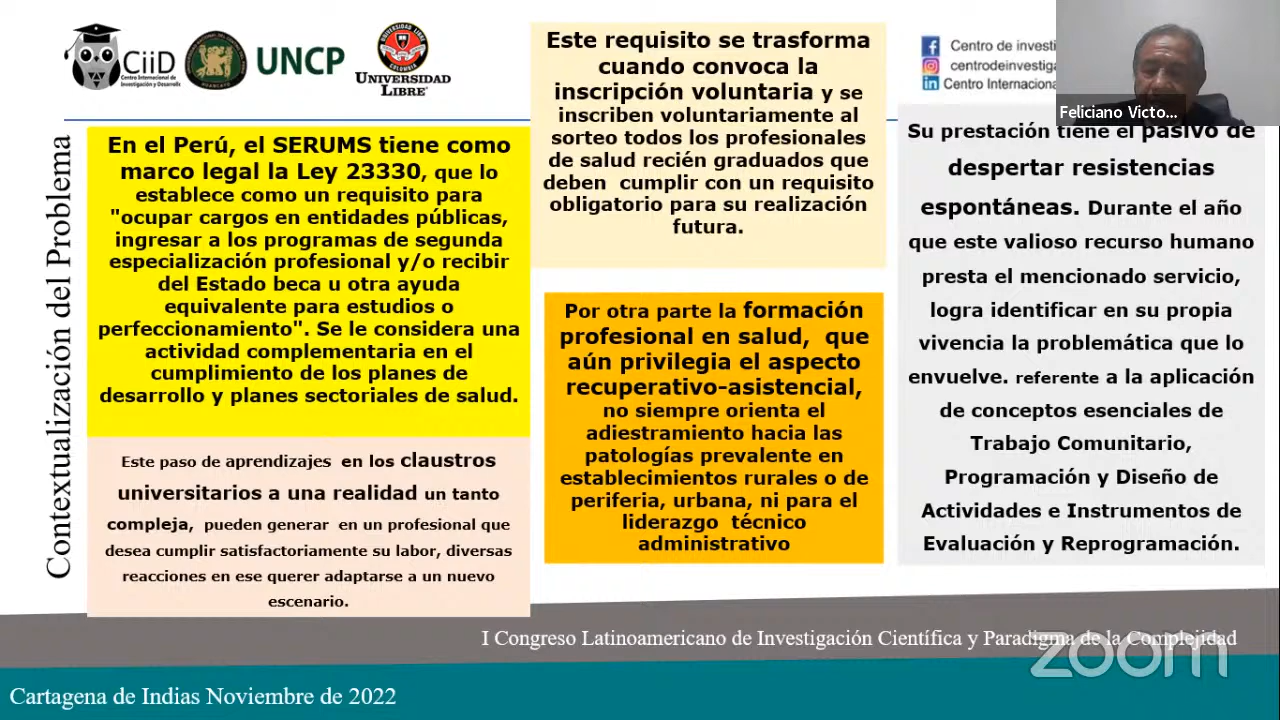 CiiD
Centro Internacional de
Investigación y Desarrollo
UNCP
UNIVERSIDAD LIBRE
COLOMBIA
UNIVERSIDAD
LIBRE®
Contextualización del Problema
En el Perú, el SERUMS tiene como
marco legal la Ley 23330, que lo
establece como un requisito para
"ocupar cargos en entidades públicas,
ingresar a los programas de segunda
especialización profesional y/o recibir
del Estado beca u otra ayuda
equivalente para estudios o
perfeccionamiento". Se le considera una
actividad complementaria en el
cumplimiento de los planes de
desarrollo y planes sectoriales de salud.
Este paso de aprendizajes en los claustros
universitarios a una realidad un tanto
compleja, pueden generar en un profesional que
desea cumplir satisfactoriamente su labor, diversas
reacciones en ese querer adaptarse a un nuevo
escenario.
Este requisito se trasforma
cuando convoca la
inscripción voluntaria y se
inscriben voluntariamente al
sorteo todos los profesionales
de salud recién graduados que
deben cumplir con un requisito
obligatorio para su realización
futura.
Por otra parte la formación
profesional en salud, que
aún privilegia el aspecto
recuperativo-asistencial,
no siempre orienta el
adiestramiento hacia las
patologías prevalente en
establecimientos rurales o de
periferia, urbana, ni para el
liderazgo técnico
administrativo
Centro de investi
centrodeinvestiga
Centro Internacional
Feliciano Victo...
Su prestación tiene el pasivo de
despertar resistencias
espontáneas. Durante el año
que este valioso recurso humano
presta el mencionado servicio,
logra identificar en su propia
vivencia la problemática que lo
envuelve. referente a la aplicación
de conceptos esenciales de
Trabajo Comunitario,
Programación y Diseño de
Actividades e Instrumentos de
Evaluación y Reprogramación.
I Congreso Latinoamericano de Investigación Científica y Paradigma de la Complejidad
zoom
Cartagena de Indias Noviembre de 2022